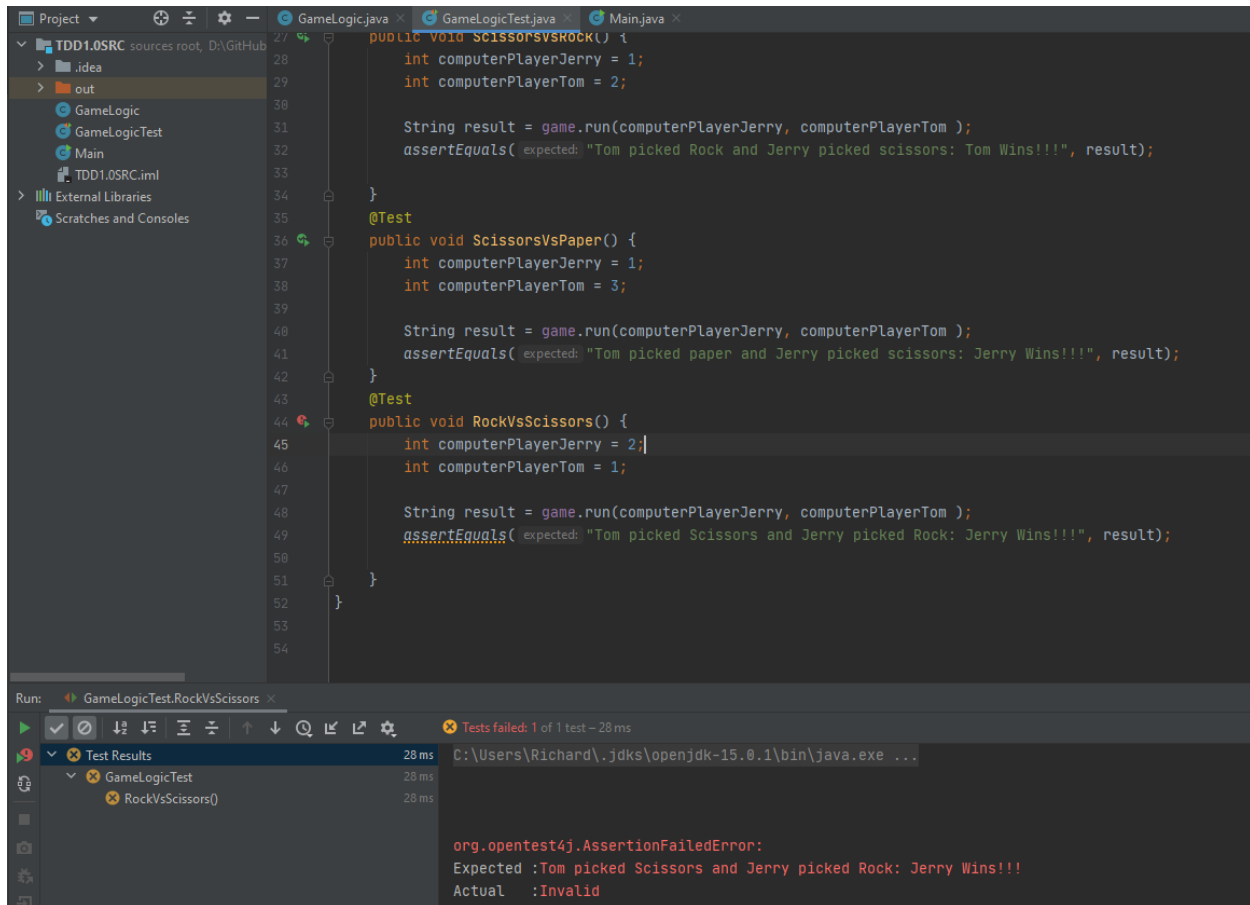 Project
GameLogic.java
GameLogicTest.java
Main.java
TDD1.0SRC sources root, D:\GitHub
.idea
out
GameLogic
GameLogicTest
Main
TDD1.0SRC.iml
External Libraries
Scratches and Consoles
27 public void ScissorsVsRock() {
28 int computerPlayerJerry = 1;
29 int computerPlayerTom = 2;
30
31 String result = game.run(computerPlayerJerry, computerPlayerTom );
32 assertEquals( expected: "Tom picked Rock and Jerry picked scissors: Tom Wins!!!", result);
33
34 }
35 @Test
36 public void ScissorsVsPaper() {
37 int computerPlayerJerry = 1;
38 int computerPlayerTom = 3;
39
40 String result = game.run(computerPlayerJerry, computerPlayerTom );
41 assertEquals( expected: "Tom picked paper and Jerry picked scissors: Jerry Wins!!!", result);
42 }
43 @Test
44 public void RockVsScissors() {
45 int computerPlayerJerry = 2;
46 int computerPlayerTom = 1;
47
48 String result = game.run(computerPlayerJerry, computerPlayerTom );
49 assertEquals( expected: "Tom picked Scissors and Jerry picked Rock: Jerry Wins!!!", result);
50
51 }
52 }
53
54
Run: GameLogicTest.RockVsScissors
Tests failed: 1 of 1 test – 28 ms
Test Results 28 ms
GameLogicTest 28 ms
RockVsScissors() 28 ms
C:\Users\Richard\.jdks\openjdk-15.0.1\bin\java.exe ...
org.opentest4j.AssertionFailedError:
Expected :Tom picked Scissors and Jerry picked Rock: Jerry Wins!!!
Actual :Invalid